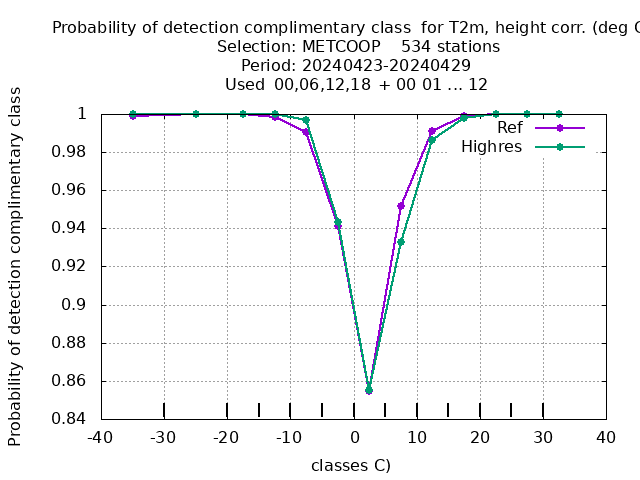 Probability of detection complimentary class  for T2m, height corr. (deg C
Selection: METCOOP    534 stations
Period: 20240423-20240429
Used  00,06,12,18  + 00 01 ... 12
Probability of detection complimentary class
1
0.98
0.96
0.94
0.92
0.9
0.88
0.86
0.84
Ref
Highres
-40 -30 -20 -10 0 10 20 30 40
classes C)